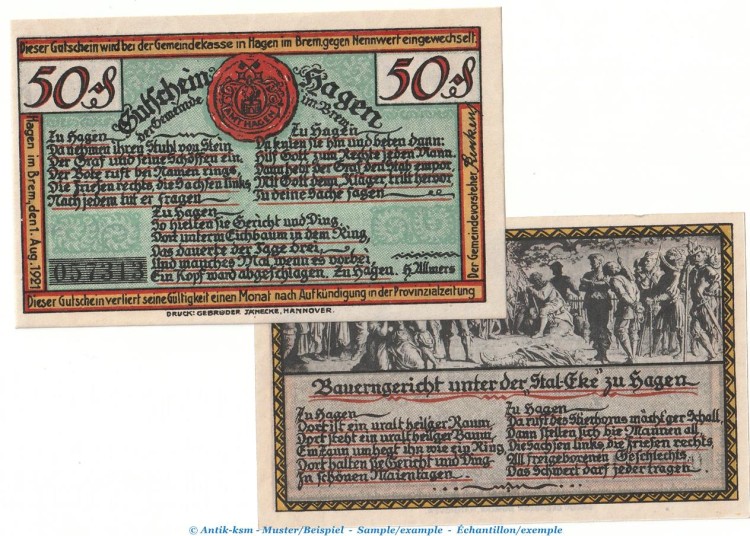 Dieser Gutschein wird bei der Gemeindekasse in Hagen im Brem. gegen Nennwert eingewechselt.
50 ₰
Gutschein
der Gemeinde
Hagen
im Brem.
50 ₰
AMT HAGEN
Zu Hagen
Da nehmen ihren Stuhl von Stein
Der Graf und seine Schöffen ein.
Der Bote ruft bei Namen rings,
Die Friesen rechts, die Sachsen links,
Nach jedem tut er fragen
Zu Hagen
Da knien sie hin und beten dann:
Hilf Gott zum Rechte jeden Mann.
Dann hebt der Graf den Stab empor,
Mit Gott denn, Kläger, tritt hervor,
Zu deine Sache sagen
Zu Hagen
So hielten sie Gericht und Ding,
Dort unterm Eichbaum in dem Ring,
Das dauerte der Tage drei,
Und manches Mal wenn es vorbei,
Ein Kopf ward abgeschlagen, Zu Hagen. H. Allmers
Hagen im Brem. den 1. Aug. 1921
057313
Der Gemeindevorsteher Renken
Dieser Gutschein verliert seine Gültigkeit einen Monat nach Aufkündigung in der Provinzialzeitung
DRUCK: GEBRÜDER JÄNECKE, HANNOVER.
Bauerngericht unter der „Stal-Eke" zu Hagen
Zu Hagen
Dort ist ein uralt heilger Raum,
Dort steht ein uralt heilger Baum,
Ein Zaun umhegt ihn wie ein Ring,
Dort halten sie Gericht und Ding
In schönen Maientagen.
Zu Hagen
Da ruft des Stierhorns mächt'ger Schall,
Dann stellen sich die Mannen all,
Die Sachsen links, die Friesen rechts,
All freigeborenen Geschlechts,
Das Schwert darf jeder tragen.
© Antik-ksm - Muster/Beispiel - Sample/example - Échantillon/exemple